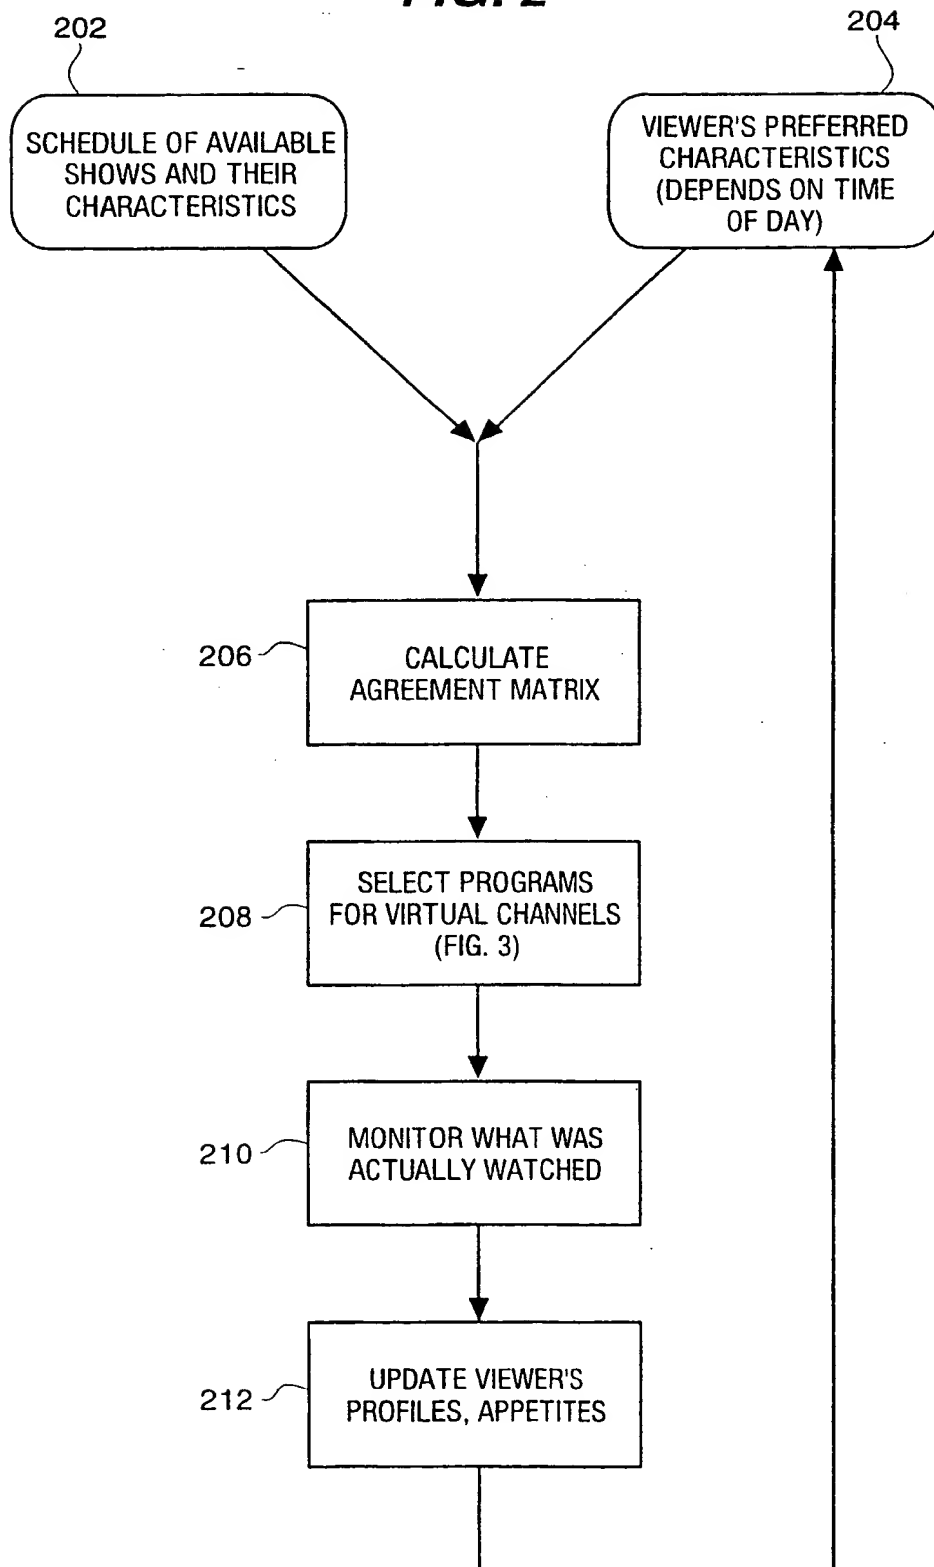 FIG. 2
202
204
SCHEDULE OF AVAILABLE
SHOWS AND THEIR
CHARACTERISTICS
VIEWER'S PREFERRED
CHARACTERISTICS
(DEPENDS ON TIME
OF DAY)
206
CALCULATE
AGREEMENT MATRIX
208
SELECT PROGRAMS
FOR VIRTUAL CHANNELS
(FIG. 3)
210
MONITOR WHAT WAS
ACTUALLY WATCHED
212
UPDATE VIEWER'S
PROFILES, APPETITES